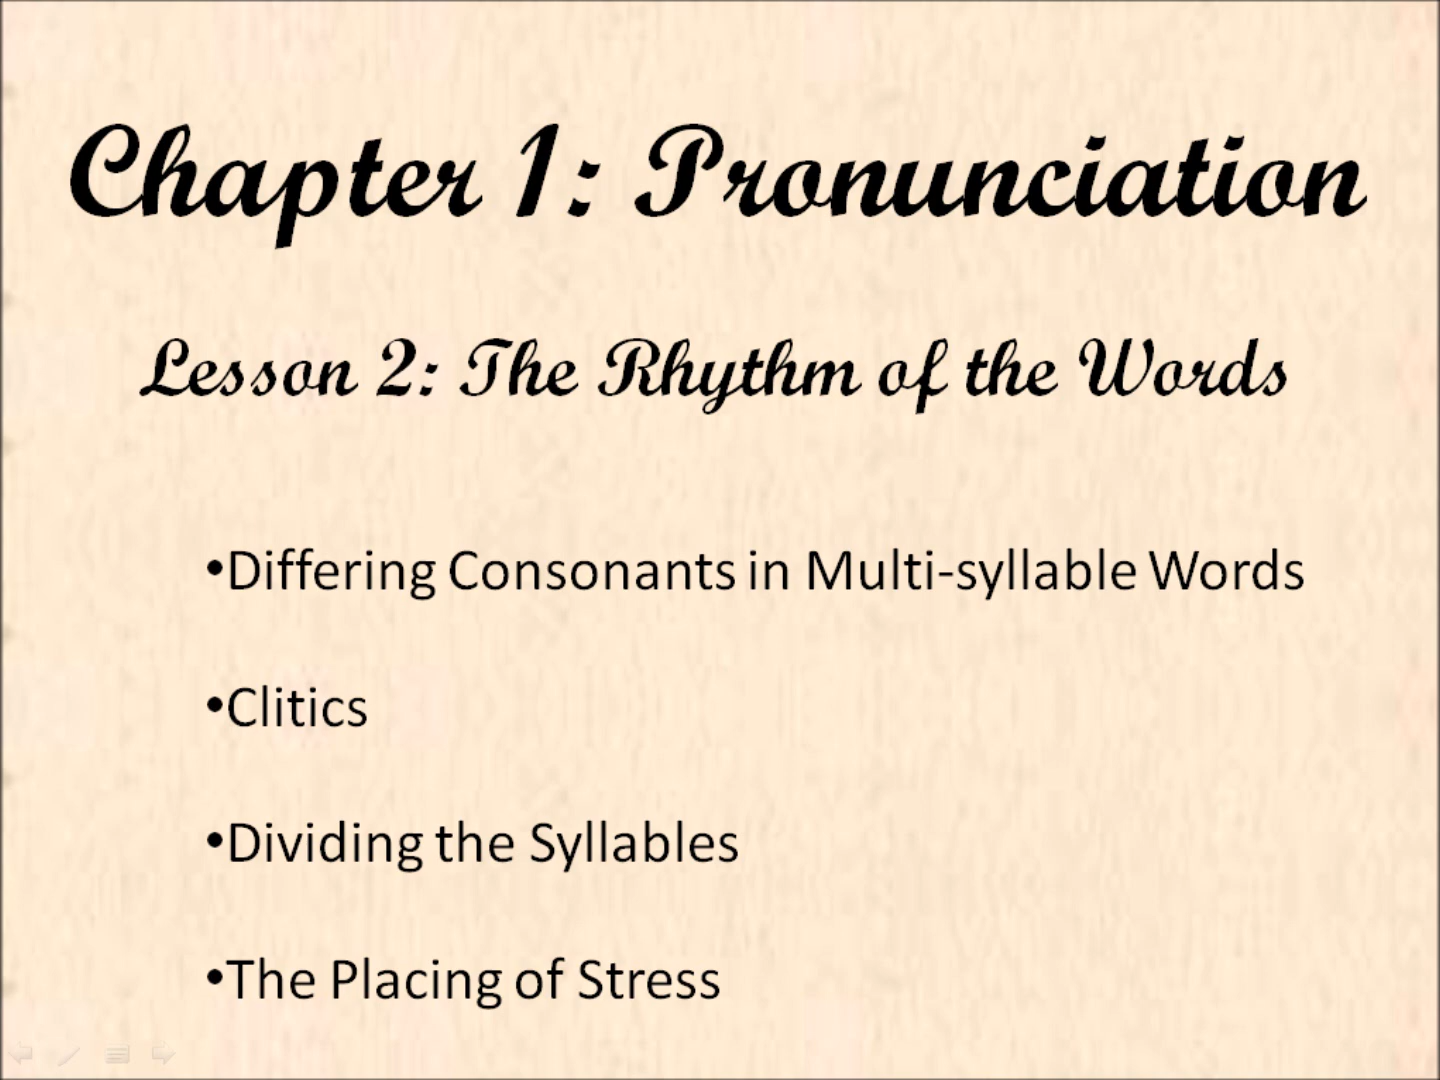 Chapter 1: Pronunciation
Lesson 2: The Rhythm of the Words
•Differing Consonants in Multi-syllable Words
•Clitics
•Dividing the Syllables
•The Placing of Stress